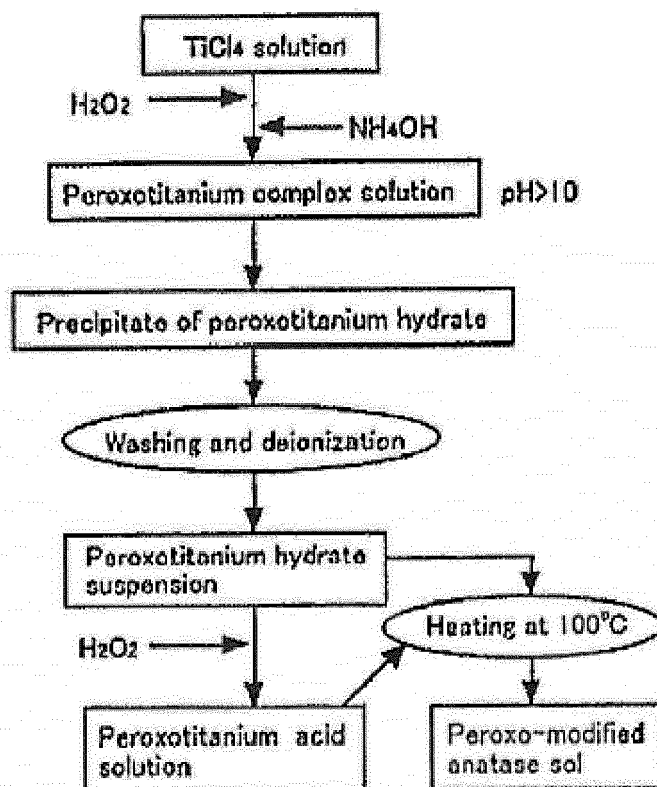 TiCl4 solution
H2O2
NH4OH
Peroxotitanium complex solution pH>10
Precipitate of peroxotitanium hydrate
Washing and deionization
Peroxotitanium hydrate
suspension
Heating at 100°C
H2O2
Peroxotitanium acid
solution
Peroxo-modified
anatase sol